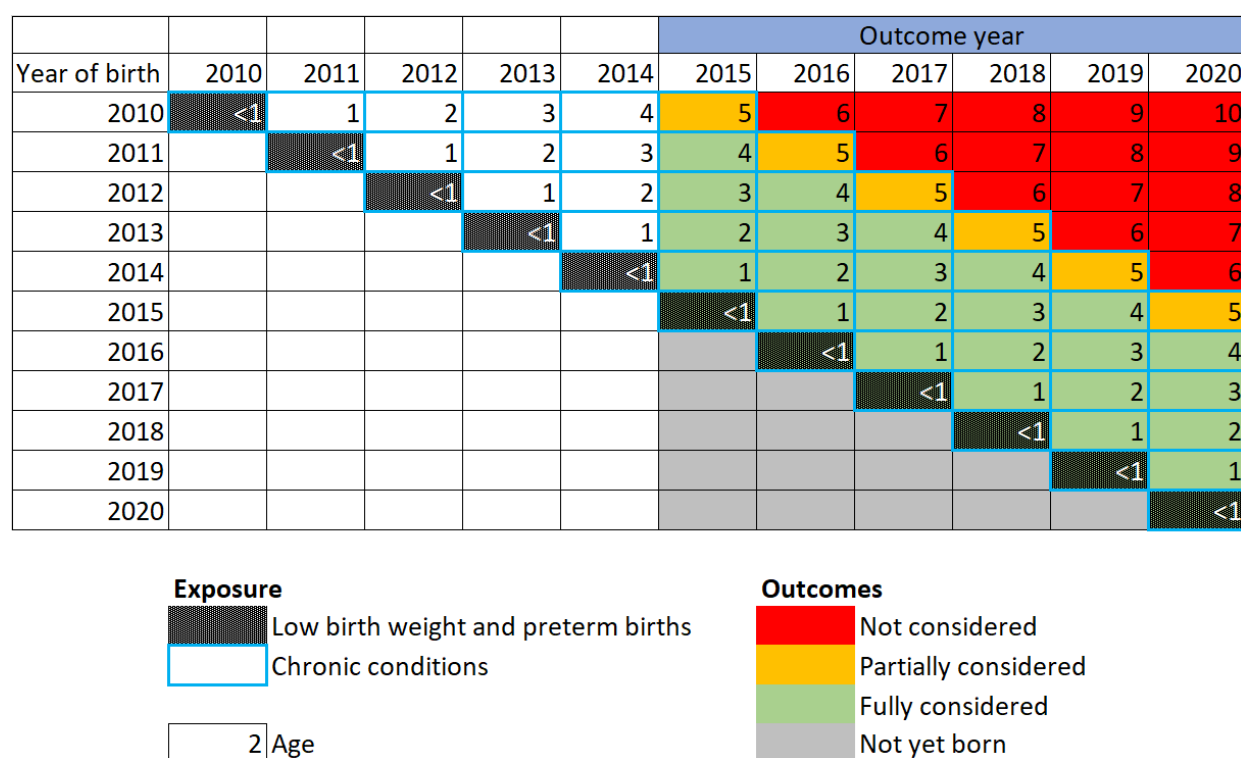 Outcome year
Year of birth 2010 2011 2012 2013 2014 2015 2016 2017 2018 2019 2020
2010 <1 1 2 3 4 5 6 7 8 9 10
2011 <1 1 2 3 4 5 6 7 8 9
2012 <1 1 2 3 4 5 6 7 8
2013 <1 1 2 3 4 5 6 7
2014 <1 1 2 3 4 5 6
2015 <1 1 2 3 4 5
2016 <1 1 2 3 4
2017 <1 1 2 3
2018 <1 1 2
2019 <1 1
2020 <1
Exposure Outcomes
Low birth weight and preterm births Not considered
Chronic conditions Partially considered
Fully considered
2 Age Not yet born